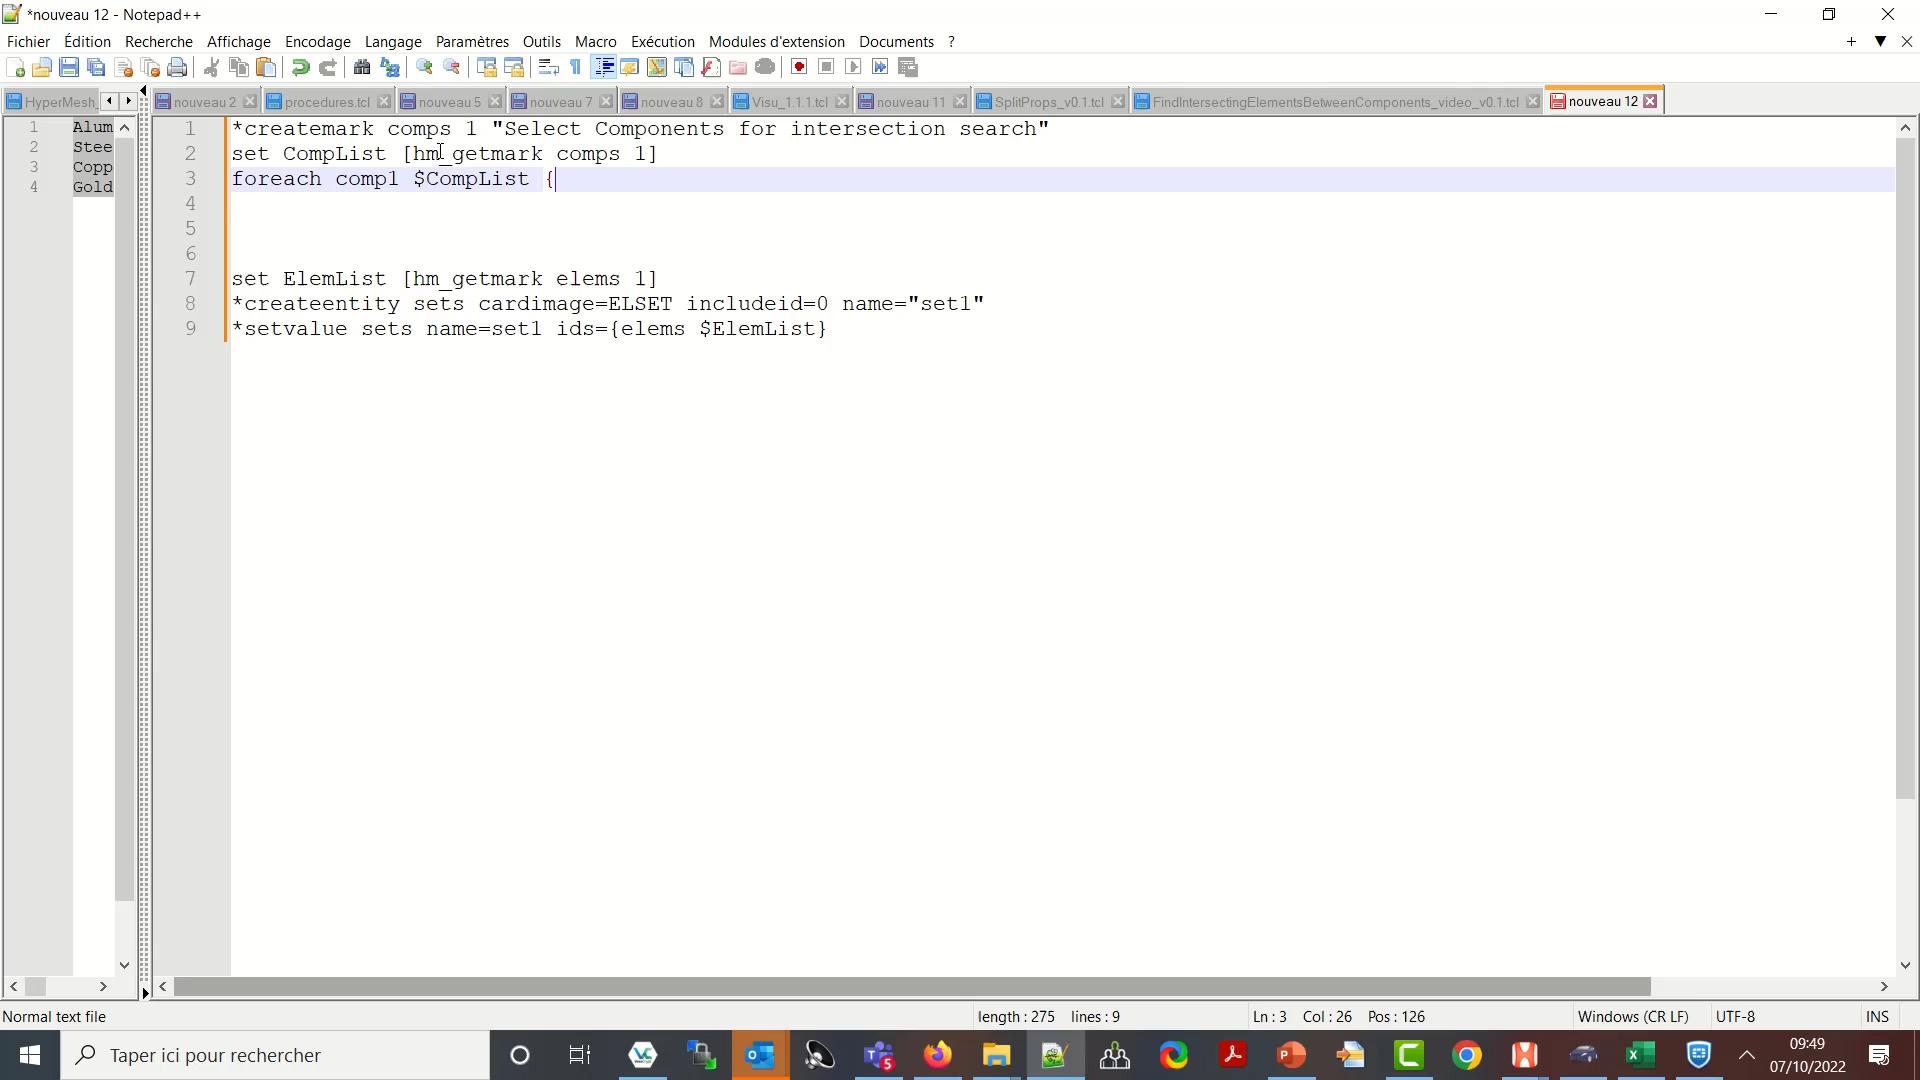 *nouveau 12 - Notepad++
Fichier Édition Recherche Affichage Encodage Langage Paramètres Outils Macro Exécution Modules d'extension Documents ?
HyperMesh_ nouveau 2 procedures.tcl nouveau 5 nouveau 7 nouveau 8 Visu_1.1.1.tcl nouveau 11 SplitProps_v0.1.tcl FindIntersectingElementsBetweenComponents_video_v0.1.tcl nouveau 12
1 Alum
2 Stee
3 Copp
4 Gold
1 *createmark comps 1 "Select Components for intersection search"
2 set CompList [hm_getmark comps 1]
3 foreach comp1 $CompList {
4
5
6
7 set ElemList [hm_getmark elems 1]
8 *createentity sets cardimage=ELSET includeid=0 name="set1"
9 *setvalue sets name=set1 ids={elems $ElemList}
Normal text file length : 275 lines : 9 Ln : 3 Col : 26 Pos : 126 Windows (CR LF) UTF-8 INS
Taper ici pour rechercher
5
09:49
07/10/2022